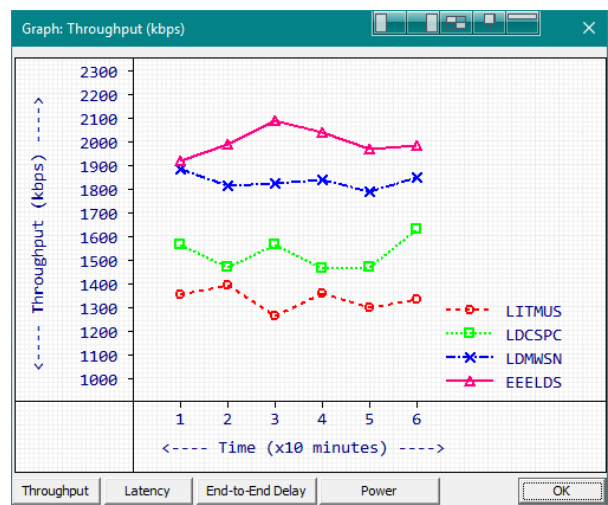 Graph: Throughput (kbps)
2300
2200
2100
2000
1900
1800
1700
1600
1500
1400
1300
1200
1100
1000
<---- Throughput (kbps) ---->
LITMUS
LDCSPC
LDMWSN
EEELDS
1 2 3 4 5 6
<---- Time (x10 minutes) ---->
Throughput Latency End-to-End Delay Power OK